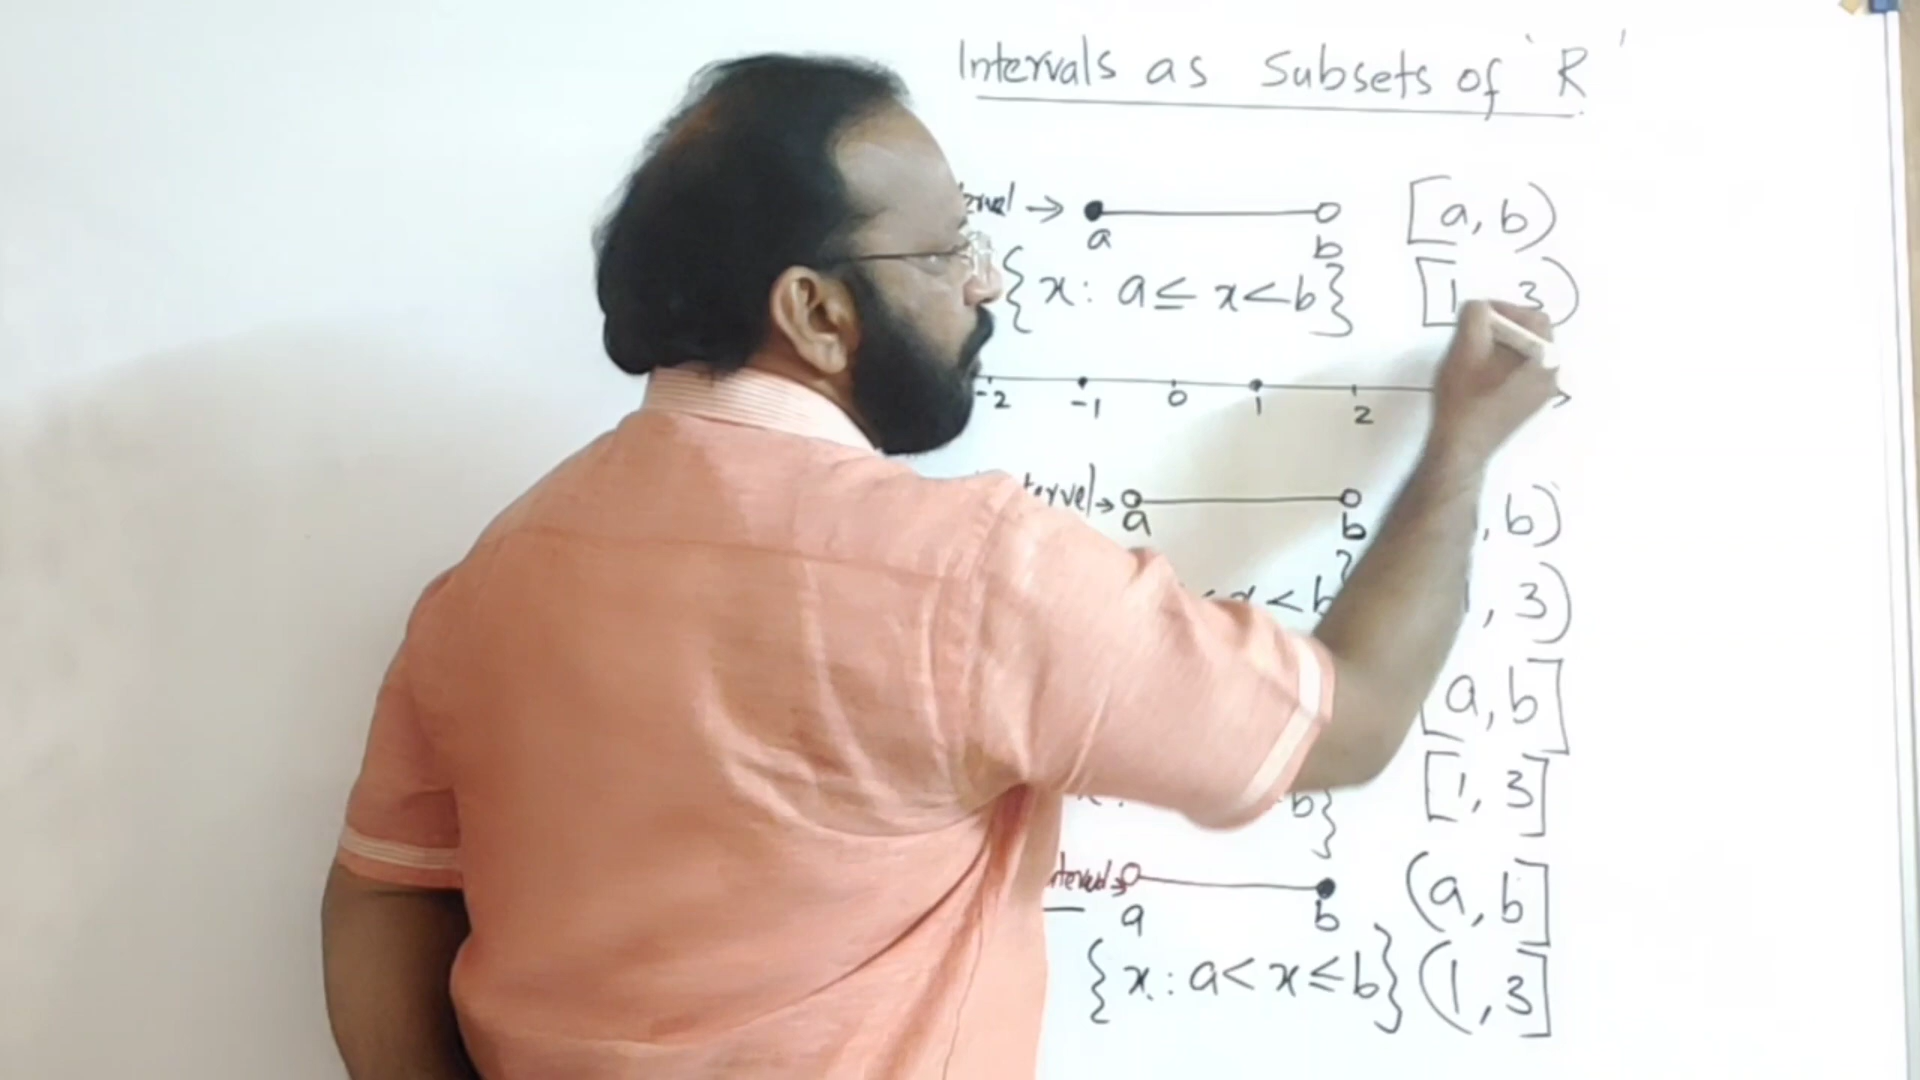 Intervals as Subsets of 'R'
→ a b [a, b)
{x: a ≤ x < b} [1, 3)
-2 -1 0 1 2
→ a b , b)
< x < b} , 3)
[a, b]
b} [1, 3]
a b (a, b]
{x: a < x ≤ b} (1, 3]